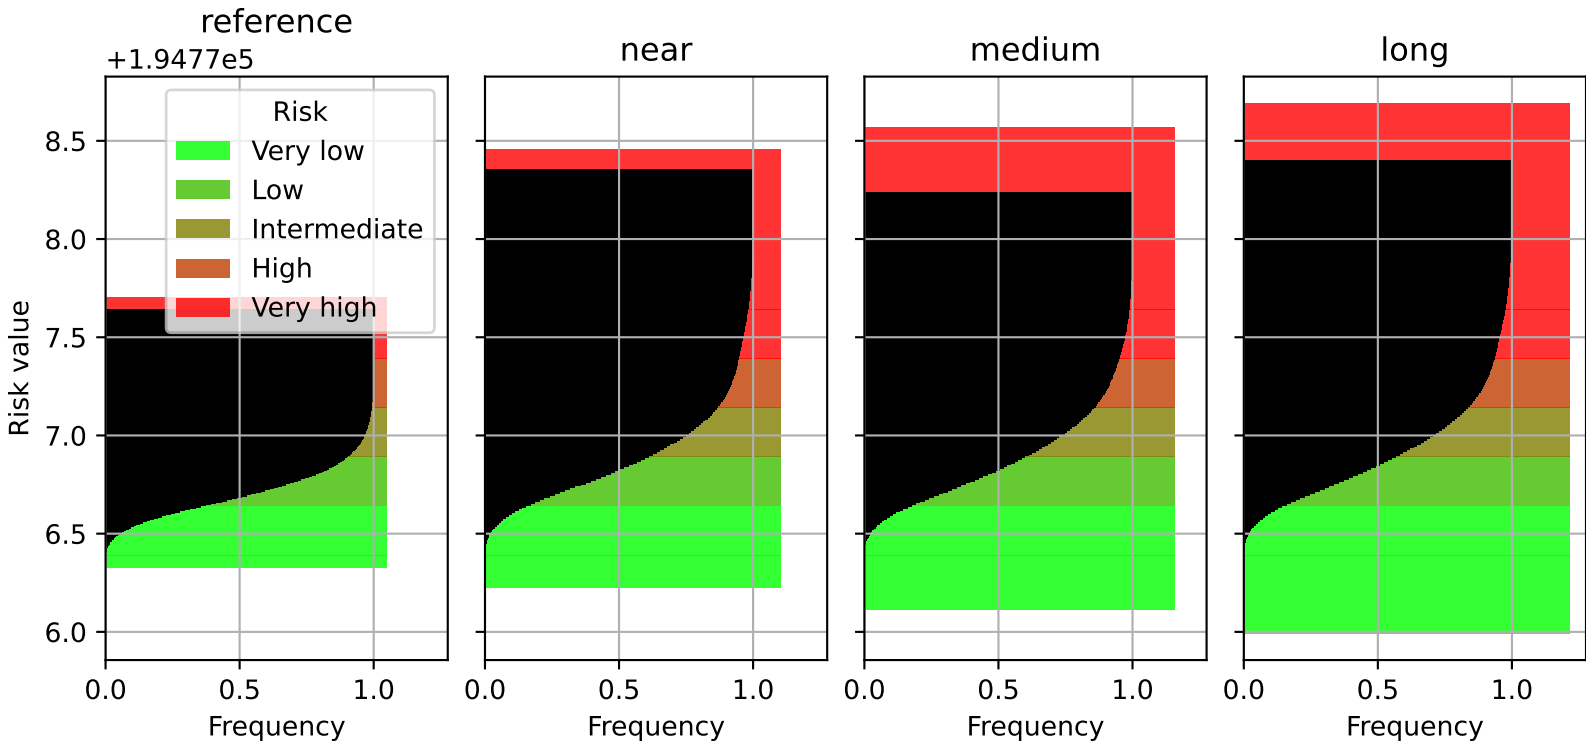 reference
near
medium
long
+1.9477e5
Risk
Very low
Low
Intermediate
High
Very high
Risk value
8.5
8.0
7.5
7.0
6.5
6.0
0.0 0.5 1.0
0.0 0.5 1.0
0.0 0.5 1.0
0.0 0.5 1.0
Frequency
Frequency
Frequency
Frequency